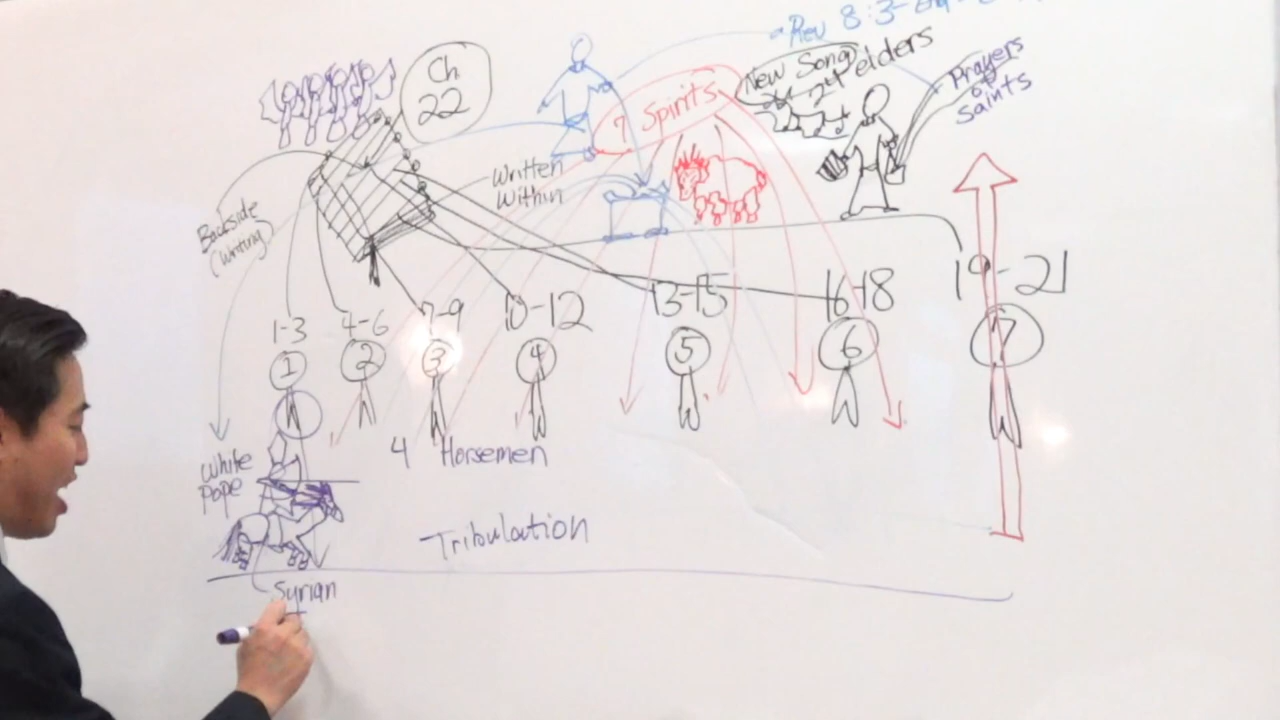 Rev 8:3-
Ch
22
New Song
24 elders
Prayers
of
Saints
7 Spirits
Written
Within
Backside
(Writing)
1-3
4-6
7-9
10-12
13-15
16-18
19-21
1
2
3
4
5
6
7
4 Horsemen
White
Pope
Tribulation
Syrian